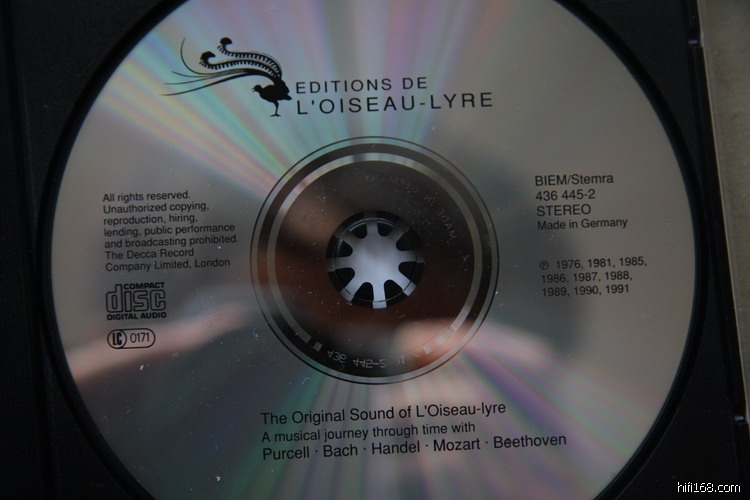 EDITIONS DE
L'OISEAU-LYRE
All rights reserved.
Unauthorized copying,
reproduction, hiring,
lending, public performance
and broadcasting prohibited.
The Decca Record
Company Limited, London
COMPACT
disc
DIGITAL AUDIO
LC 0171
BIEM/Stemra
436 445-2
STEREO
Made in Germany
℗ 1976, 1981, 1985,
1986, 1987, 1988,
1989, 1990, 1991
The Original Sound of L'Oiseau-lyre
A musical journey through time with
Purcell · Bach · Handel · Mozart · Beethoven
hifi168.com